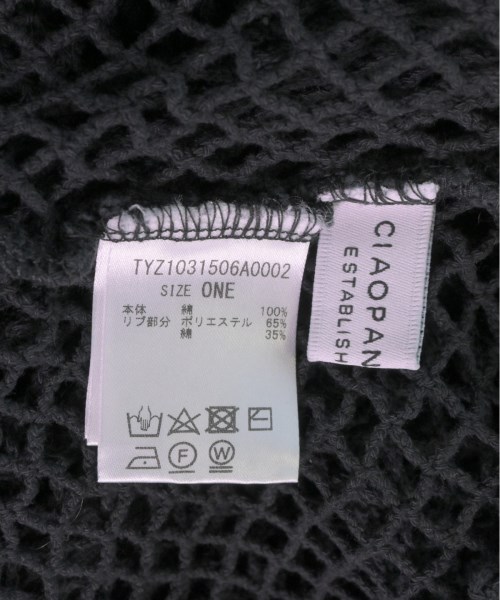 TYZ1031506A0002
SIZE ONE
本体 綿 100%
リブ部分 ポリエステル 65%
綿 35%
F W
CIAOPAN
ESTABLISH